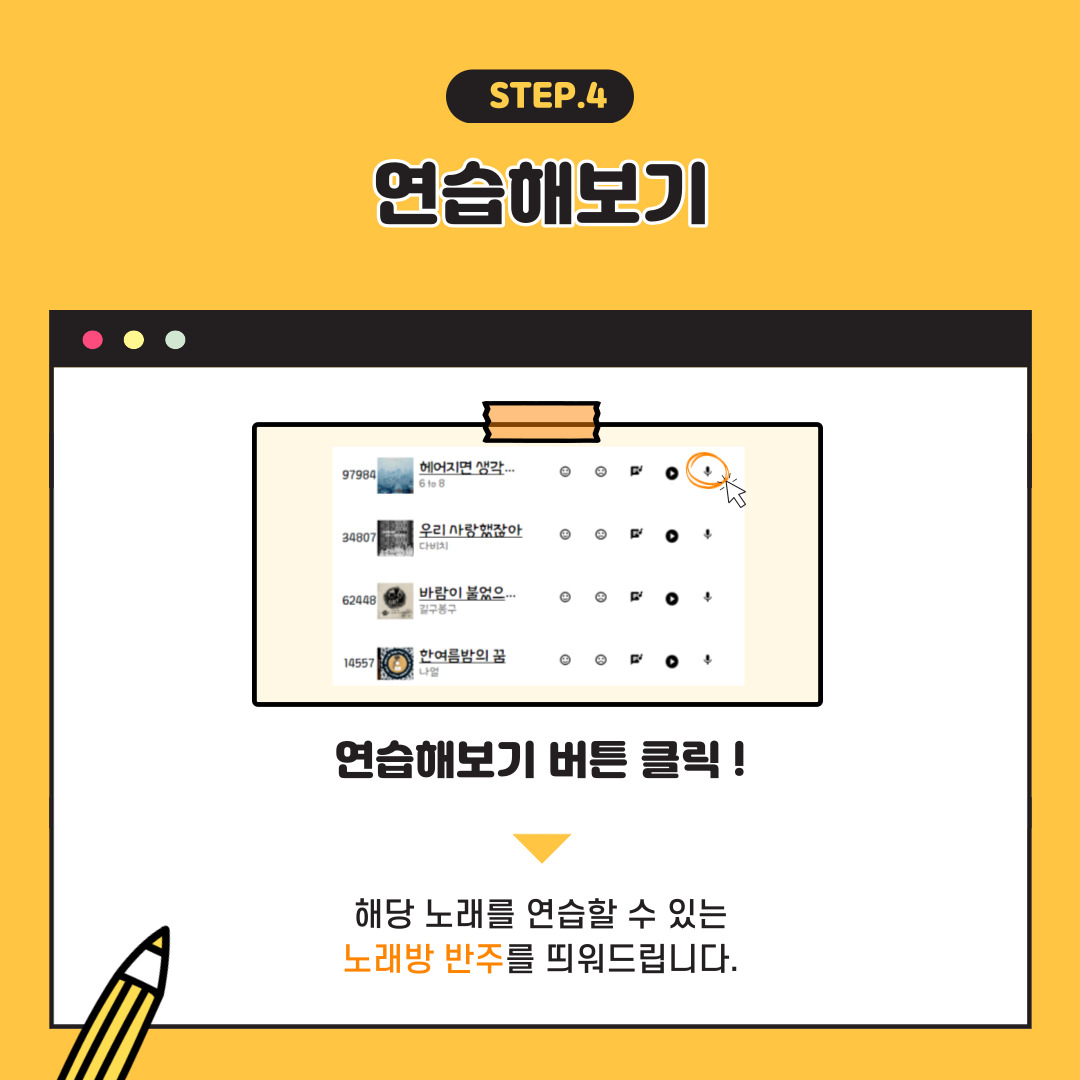 STEP.4
연습해보기
97984 헤어지면 생각...
6 to 8
34807 우리 사랑했잖아
다비치
62448 바람이 불었으...
길구봉구
14557 한여름밤의 꿈
나얼
연습해보기 버튼 클릭 !
해당 노래를 연습할 수 있는
노래방 반주를 띄워드립니다.